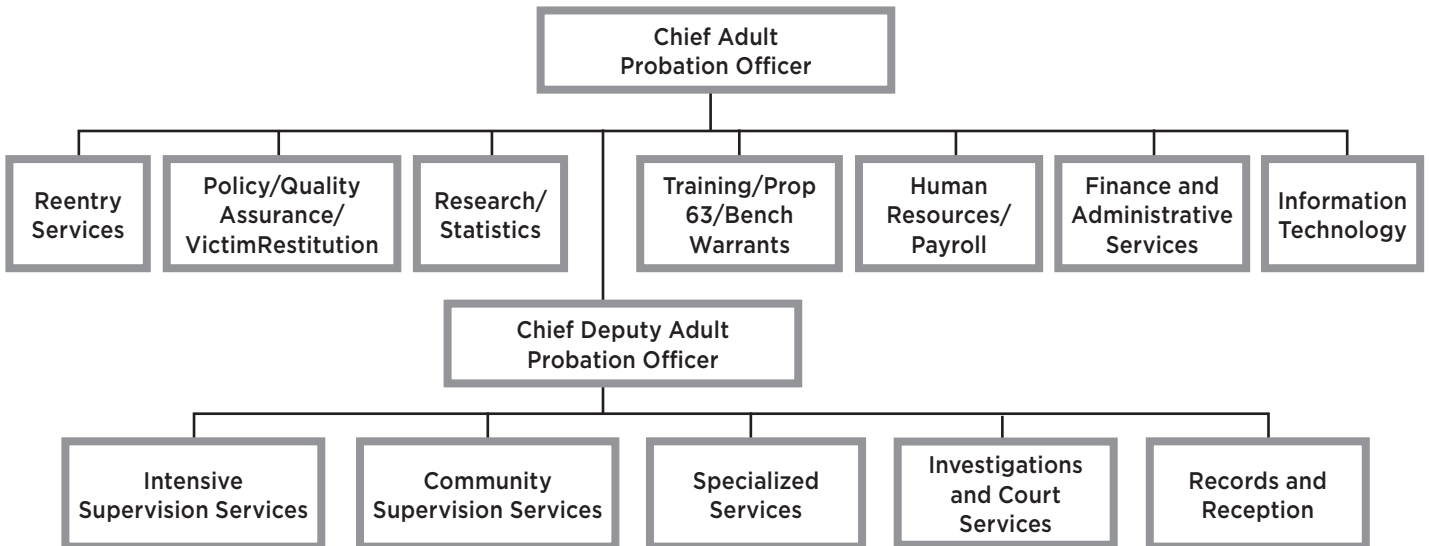 Chief Adult
Probation Officer
Reentry
Services
Policy/Quality
Assurance/
VictimRestitution
Research/
Statistics
Training/Prop
63/Bench
Warrants
Human
Resources/
Payroll
Finance and
Administrative
Services
Information
Technology
Chief Deputy Adult
Probation Officer
Intensive
Supervision Services
Community
Supervision Services
Specialized
Services
Investigations
and Court
Services
Records and
Reception